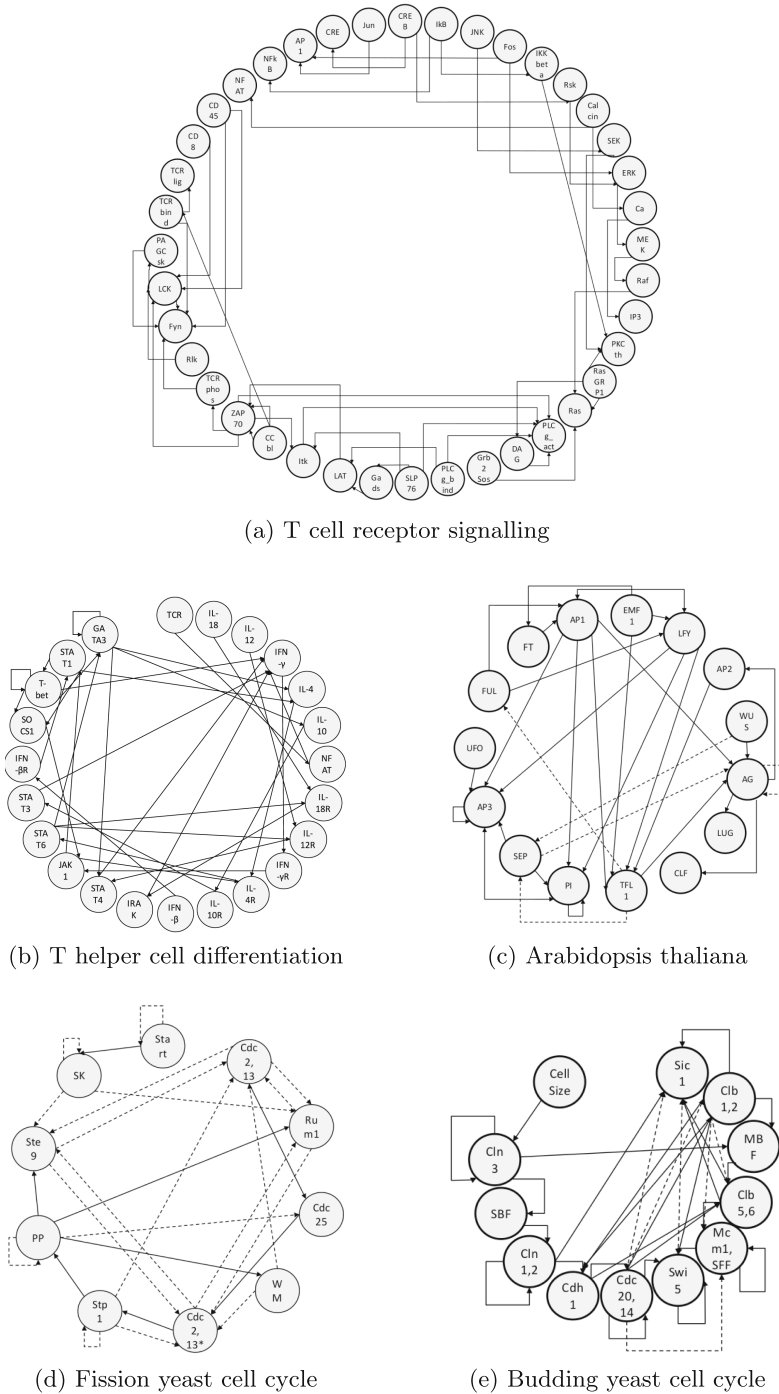 CRE
B
Jun
IkB
CRE
JNK
AP
1
Fos
NFk
B
IKK
bet
a
NF
AT
Rsk
CD
45
Cal
cin
CD
8
SEK
TCR
lig
ERK
TCR
bin
d
Ca
PA
GC
sk
ME
K
LCK
Raf
Fyn
IP3
Rlk
PKC
th
TCR
pho
s
Ras
GR
P1
ZAP
70
Ras
CC
bl
PLC
g_
act
Itk
DA
G
LAT
Ga
ds
SLP
76
PLC
g_b
ind
Grb
2
Sos
(a) T cell receptor signalling
TCR
IL-
18
IL-
12
GA
TA3
STA
T1
IFN
-γ
T-
bet
IL-4
SO
CS1
IL-
10
IFN
-βR
NF
AT
STA
T3
IL-
18R
STA
T6
IL-
12R
JAK
1
IFN
-γR
STA
T4
IL-
4R
IRA
K
IFN
-β
IL-
10R
(b) T helper cell differentiation
AP1
EMF
1
FT
LFY
FUL
AP2
UFO
WU
S
AP3
AG
SEP
LUG
PI
TFL
1
CLF
(c) Arabidopsis thaliana
Sta
rt
SK
Cdc
2,
13
Ste
9
Ru
m1
PP
Cdc
25
Stp
1
W
M
Cdc
2,
13*
(d) Fission yeast cell cycle
Cell
Size
Sic
1
Clb
1,2
Cln
3
MB
F
SBF
Clb
5,6
Cln
1,2
Mc
m1,
SFF
Cdh
1
Cdc
20,
14
Swi
5
(e) Budding yeast cell cycle